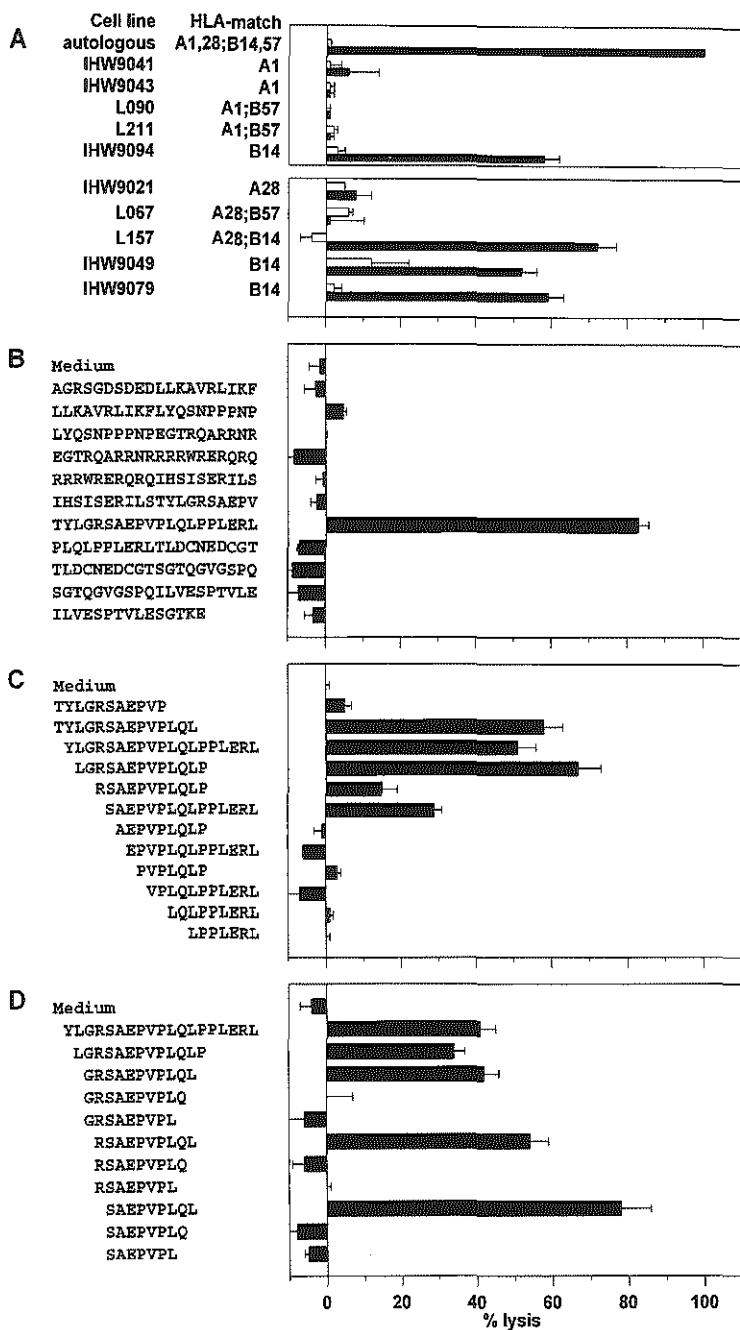 Cell line HLA-match
A autologous A1,28;B14,57
IHW9041 A1
IHW9043 A1
L090 A1;B57
L211 A1;B57
IHW9094 B14
IHW9021 A28
L067 A28;B57
L157 A28;B14
IHW9049 B14
IHW9079 B14
B Medium
AGRSGDSDEDLLKAVRLIKF
LLKAVRLIKFLYQSNPPPNP
LYQSNPPPNPEGTRQARRNR
EGTRQARRNRRRRWRERQRQ
RRRWRERQRQIHSISERILS
IHSISERILSTYLGRSAEPV
TYLGRSAEPVPLQLPPLERL
PLQLPPLERLTLDCNEDCGT
TLDCNEDCGTSGTQGVGSPQ
SGTQGVGSPQILVESPTVLE
ILVESPTVLESGTKE
C Medium
TYLGRSAEPVP
TYLGRSAEPVPLQL
YLGRSAEPVPLQLPPLERL
LGRSAEPVPLQLP
RSAEPVPLQLP
SAEPVPLQLPPLERL
AEPVPLQLP
EPVPLQLPPLERL
PVPLQLP
VPLQLPPLERL
LQLPPLERL
LPPLERL
D Medium
YLGRSAEPVPLQLPPLERL
LGRSAEPVPLQLP
GRSAEPVPLQL
GRSAEPVPLQ
GRSAEPVPL
RSAEPVPLQL
RSAEPVPLQ
RSAEPVPL
SAEPVPLQL
SAEPVPLQ
SAEPVPL
0 20 40 60 80 100
% lysis